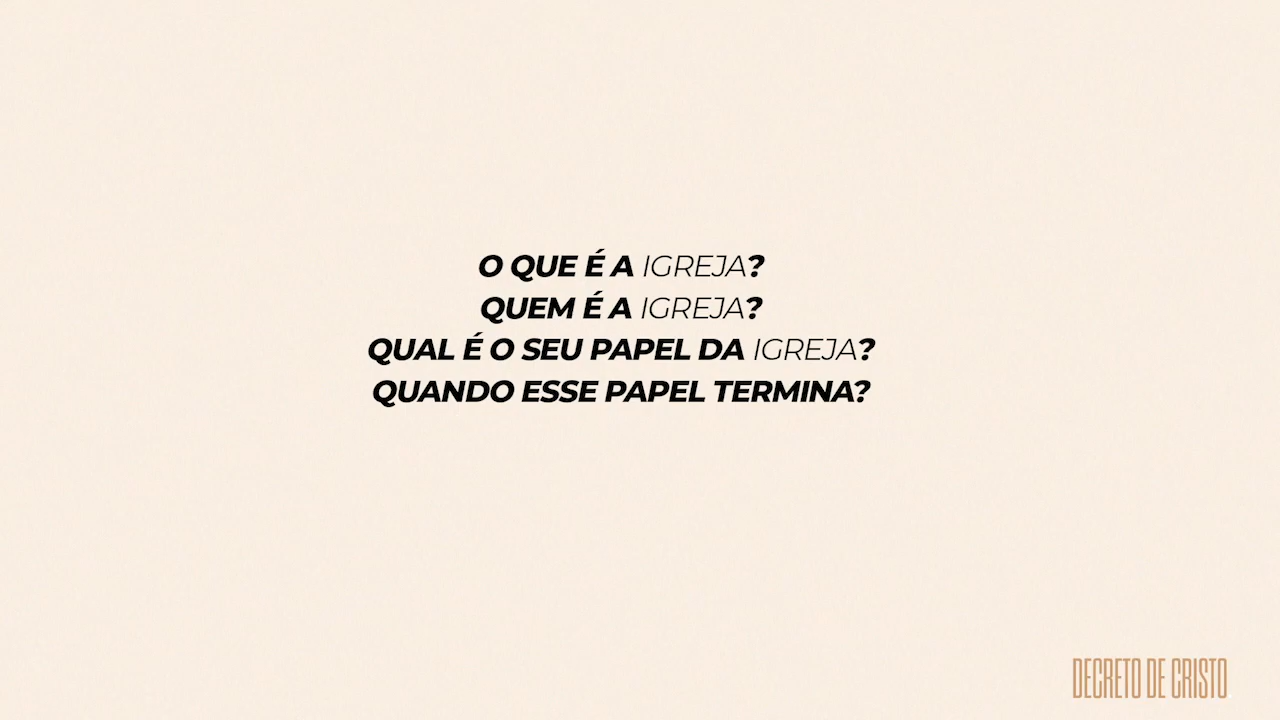 O QUE É A IGREJA?
QUEM É A IGREJA?
QUAL É O SEU PAPEL DA IGREJA?
QUANDO ESSE PAPEL TERMINA?
DECRETO DE CRISTO